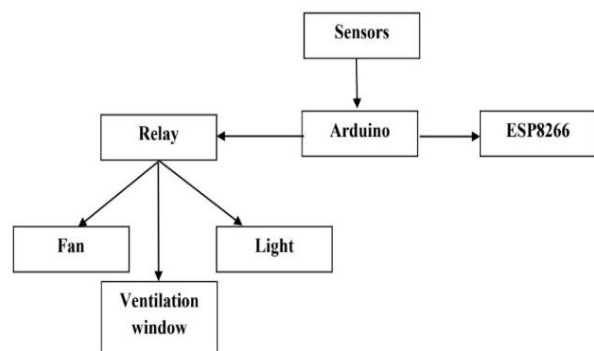 Sensors
Relay
Arduino
ESP8266
Fan
Light
Ventilation
window